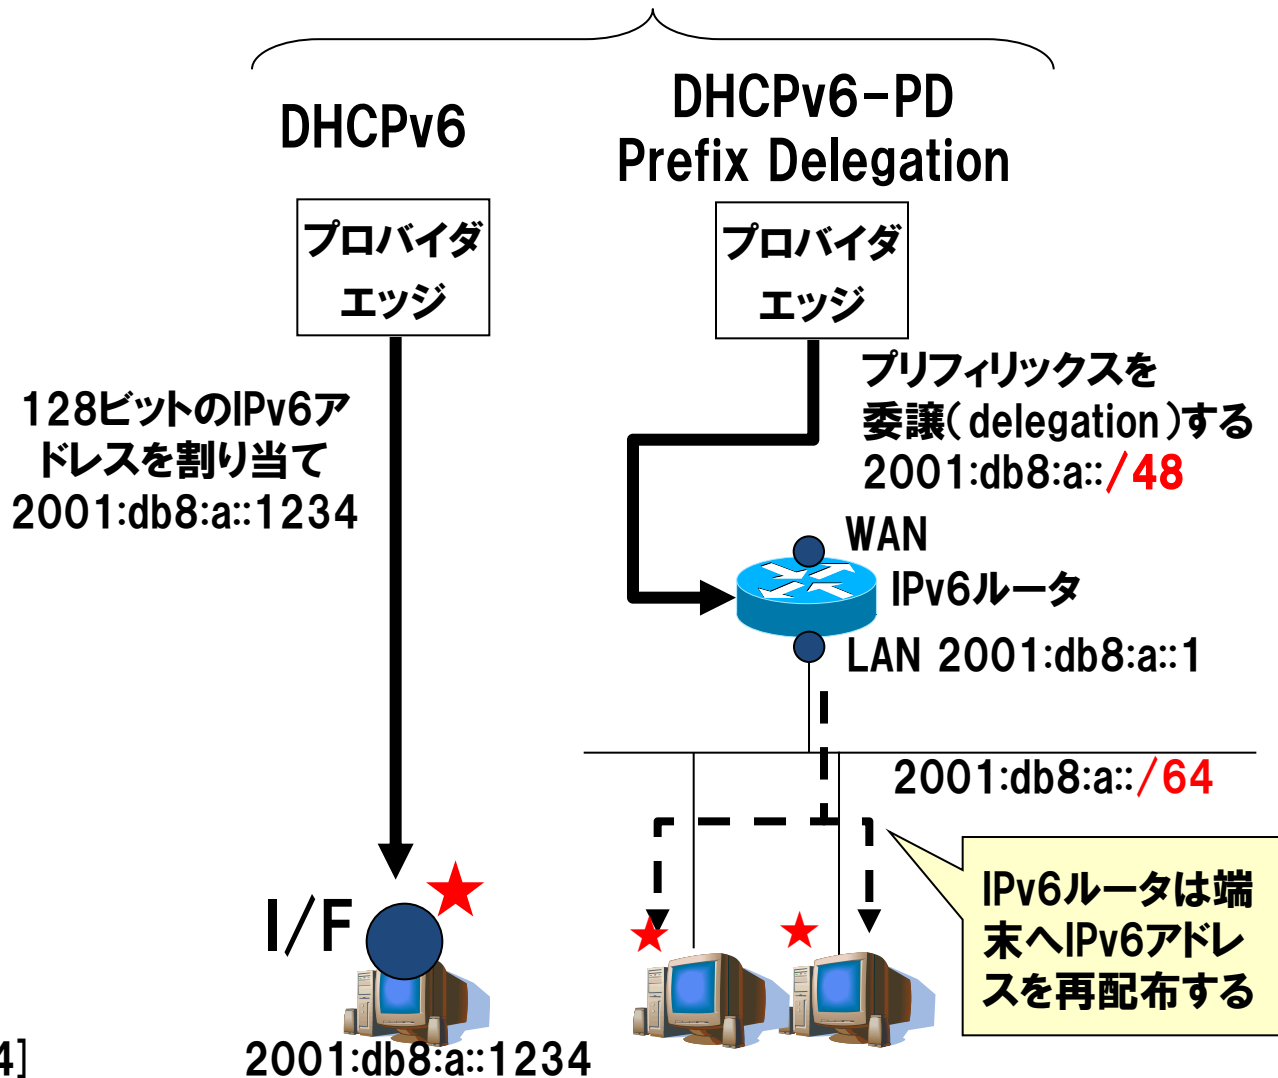 DHCPv6
DHCPv6-PD
Prefix Delegation
プロバイダ
エッジ
プロバイダ
エッジ
128ビットのIPv6ア
ドレスを割り当て
2001:db8:a::1234
プリフィリックスを
委譲(delegation)する
2001:db8:a::/48
WAN
IPv6ルータ
LAN 2001:db8:a::1
2001:db8:a::/64
IPv6ルータは端
末へIPv6アドレ
スを再配布する
I/F
2001:db8:a::1234
4]